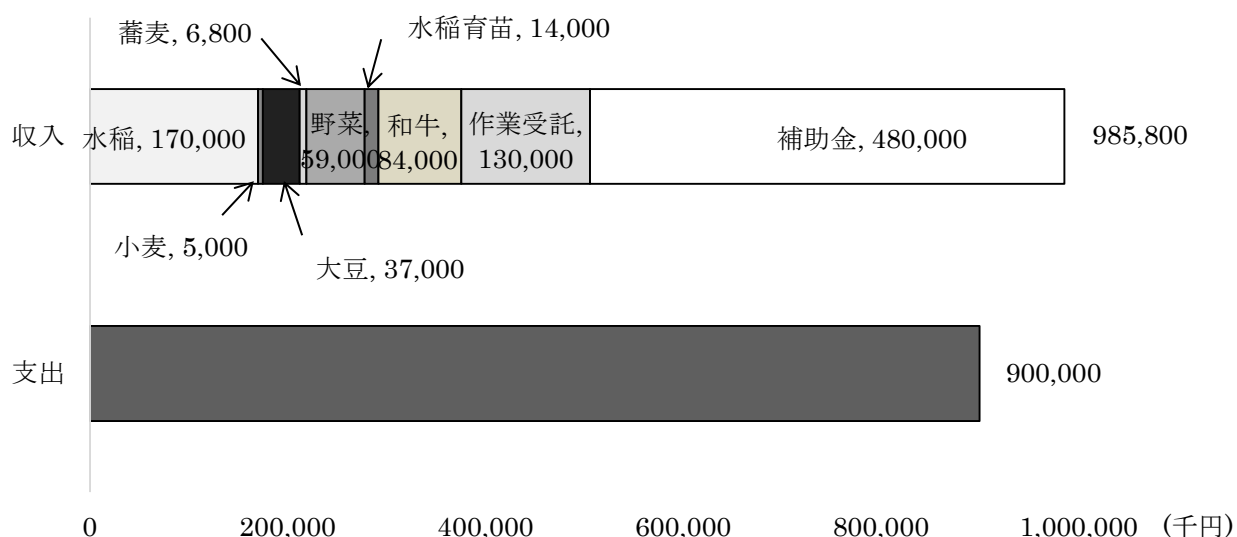 蕎麦, 6,800
水稲育苗, 14,000
収入
水稲, 170,000
野菜,
59,000
和牛,
84,000
作業受託,
130,000
補助金, 480,000
985,800
小麦, 5,000
大豆, 37,000
支出
900,000
0
200,000
400,000
600,000
800,000
1,000,000
(千円)